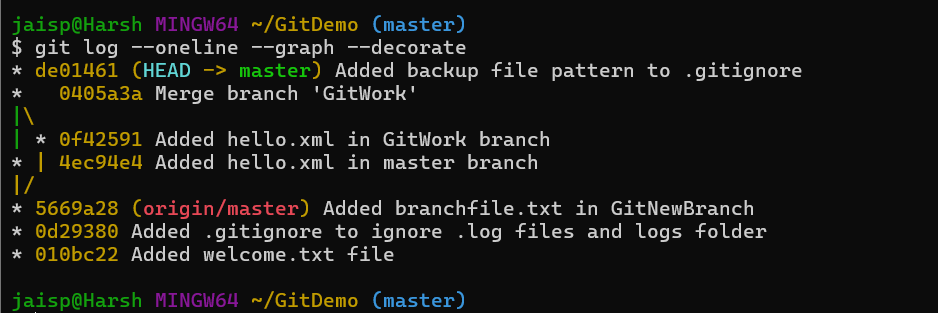 jaisp@Harsh MINGW64 ~/GitDemo (master)
$ git log --oneline --graph --decorate
* de01461 (HEAD -> master) Added backup file pattern to .gitignore
*   0405a3a Merge branch 'GitWork'
|\
| * 0f42591 Added hello.xml in GitWork branch
* | 4ec94e4 Added hello.xml in master branch
|/
* 5669a28 (origin/master) Added branchfile.txt in GitNewBranch
* 0d29380 Added .gitignore to ignore .log files and logs folder
* 010bc22 Added welcome.txt file

jaisp@Harsh MINGW64 ~/GitDemo (master)